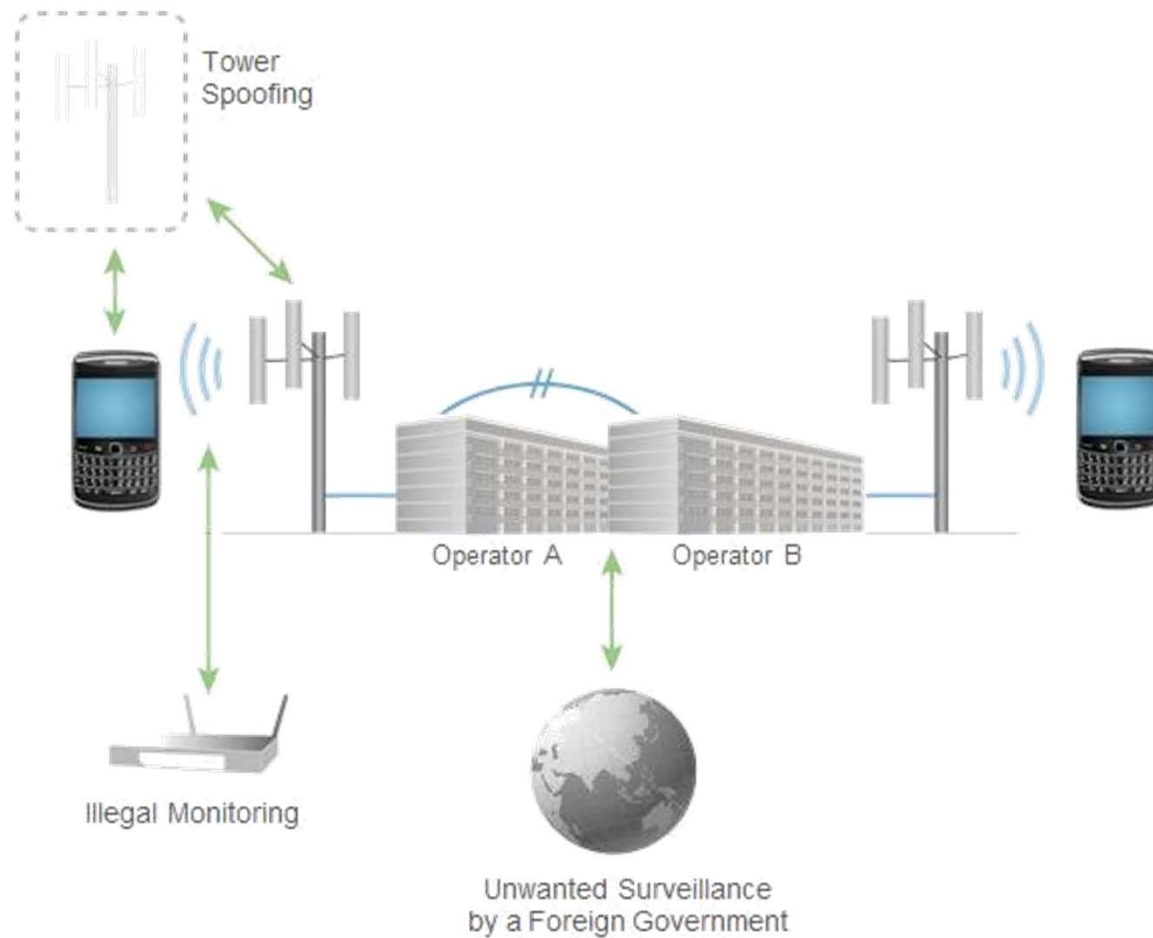 Tower
Spoofing
Operator A
Operator B
Illegal Monitoring
Unwanted Surveillance
by a Foreign Government